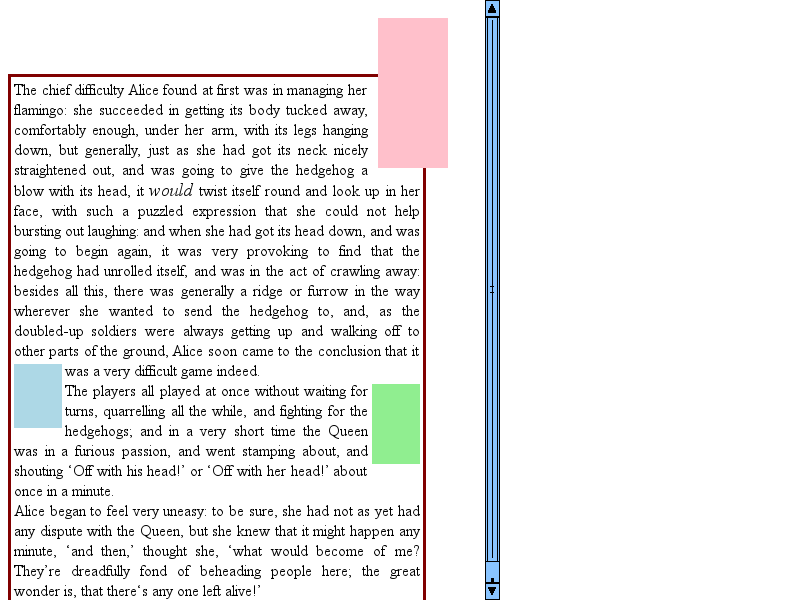 The chief difficulty Alice found at first was in managing her
flamingo: she succeeded in getting its body tucked away,
comfortably enough, under her arm, with its legs hanging
down, but generally, just as she had got its neck nicely
straightened out, and was going to give the hedgehog a
blow with its head, it would twist itself round and look up in her
face, with such a puzzled expression that she could not help
bursting out laughing: and when she had got its head down, and was
going to begin again, it was very provoking to find that the
hedgehog had unrolled itself, and was in the act of crawling away:
besides all this, there was generally a ridge or furrow in the way
wherever she wanted to send the hedgehog to, and, as the
doubled-up soldiers were always getting up and walking off to
other parts of the ground, Alice soon came to the conclusion that it
was a very difficult game indeed.
The players all played at once without waiting for
turns, quarrelling all the while, and fighting for the
hedgehogs; and in a very short time the Queen
was in a furious passion, and went stamping about, and
shouting ‘Off with his head!’ or ‘Off with her head!’ about
once in a minute.
Alice began to feel very uneasy: to be sure, she had not as yet had
any dispute with the Queen, but she knew that it might happen any
minute, ‘and then,’ thought she, ‘what would become of me?
They’re dreadfully fond of beheading people here; the great
wonder is, that there‘s any one left alive!’